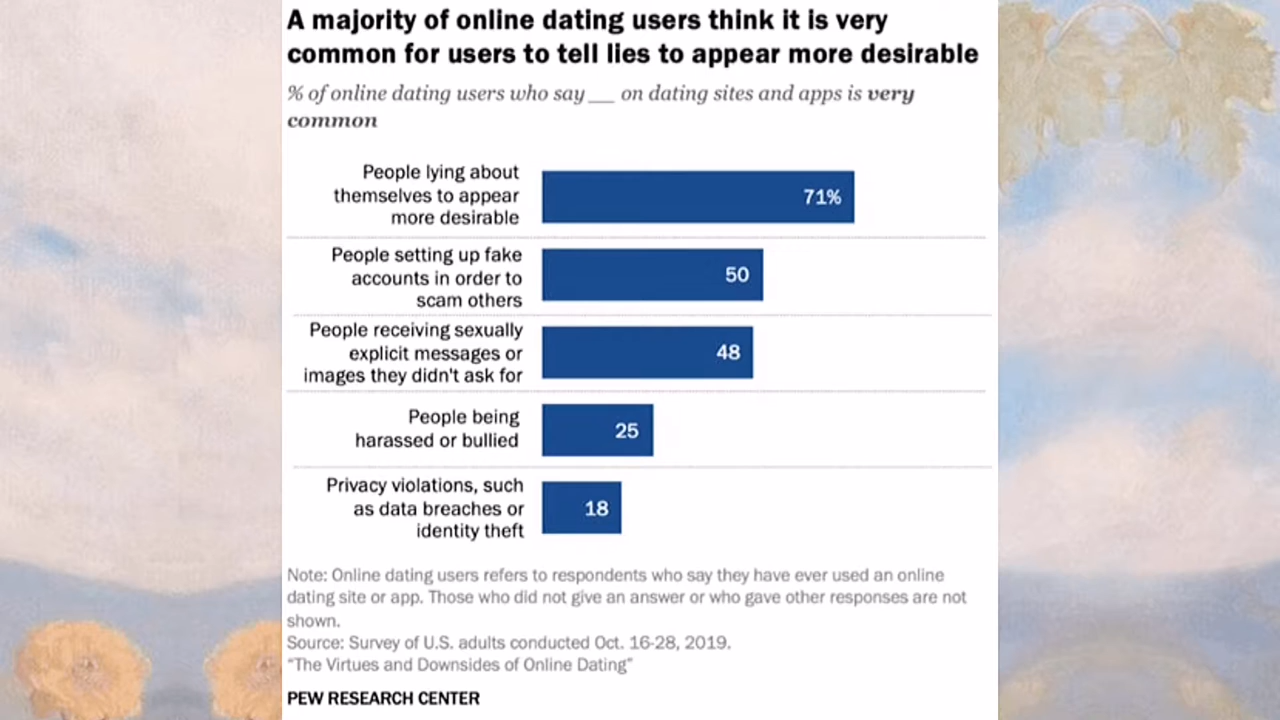 A majority of online dating users think it is very
common for users to tell lies to appear more desirable
% of online dating users who say __ on dating sites and apps is very
common
People lying about
themselves to appear
more desirable
71%
People setting up fake
accounts in order to
scam others
50
People receiving sexually
explicit messages or
images they didn't ask for
48
People being
harassed or bullied
25
Privacy violations, such
as data breaches or
identity theft
18
Note: Online dating users refers to respondents who say they have ever used an online
dating site or app. Those who did not give an answer or who gave other responses are not
shown.
Source: Survey of U.S. adults conducted Oct. 16-28, 2019.
“The Virtues and Downsides of Online Dating”
PEW RESEARCH CENTER